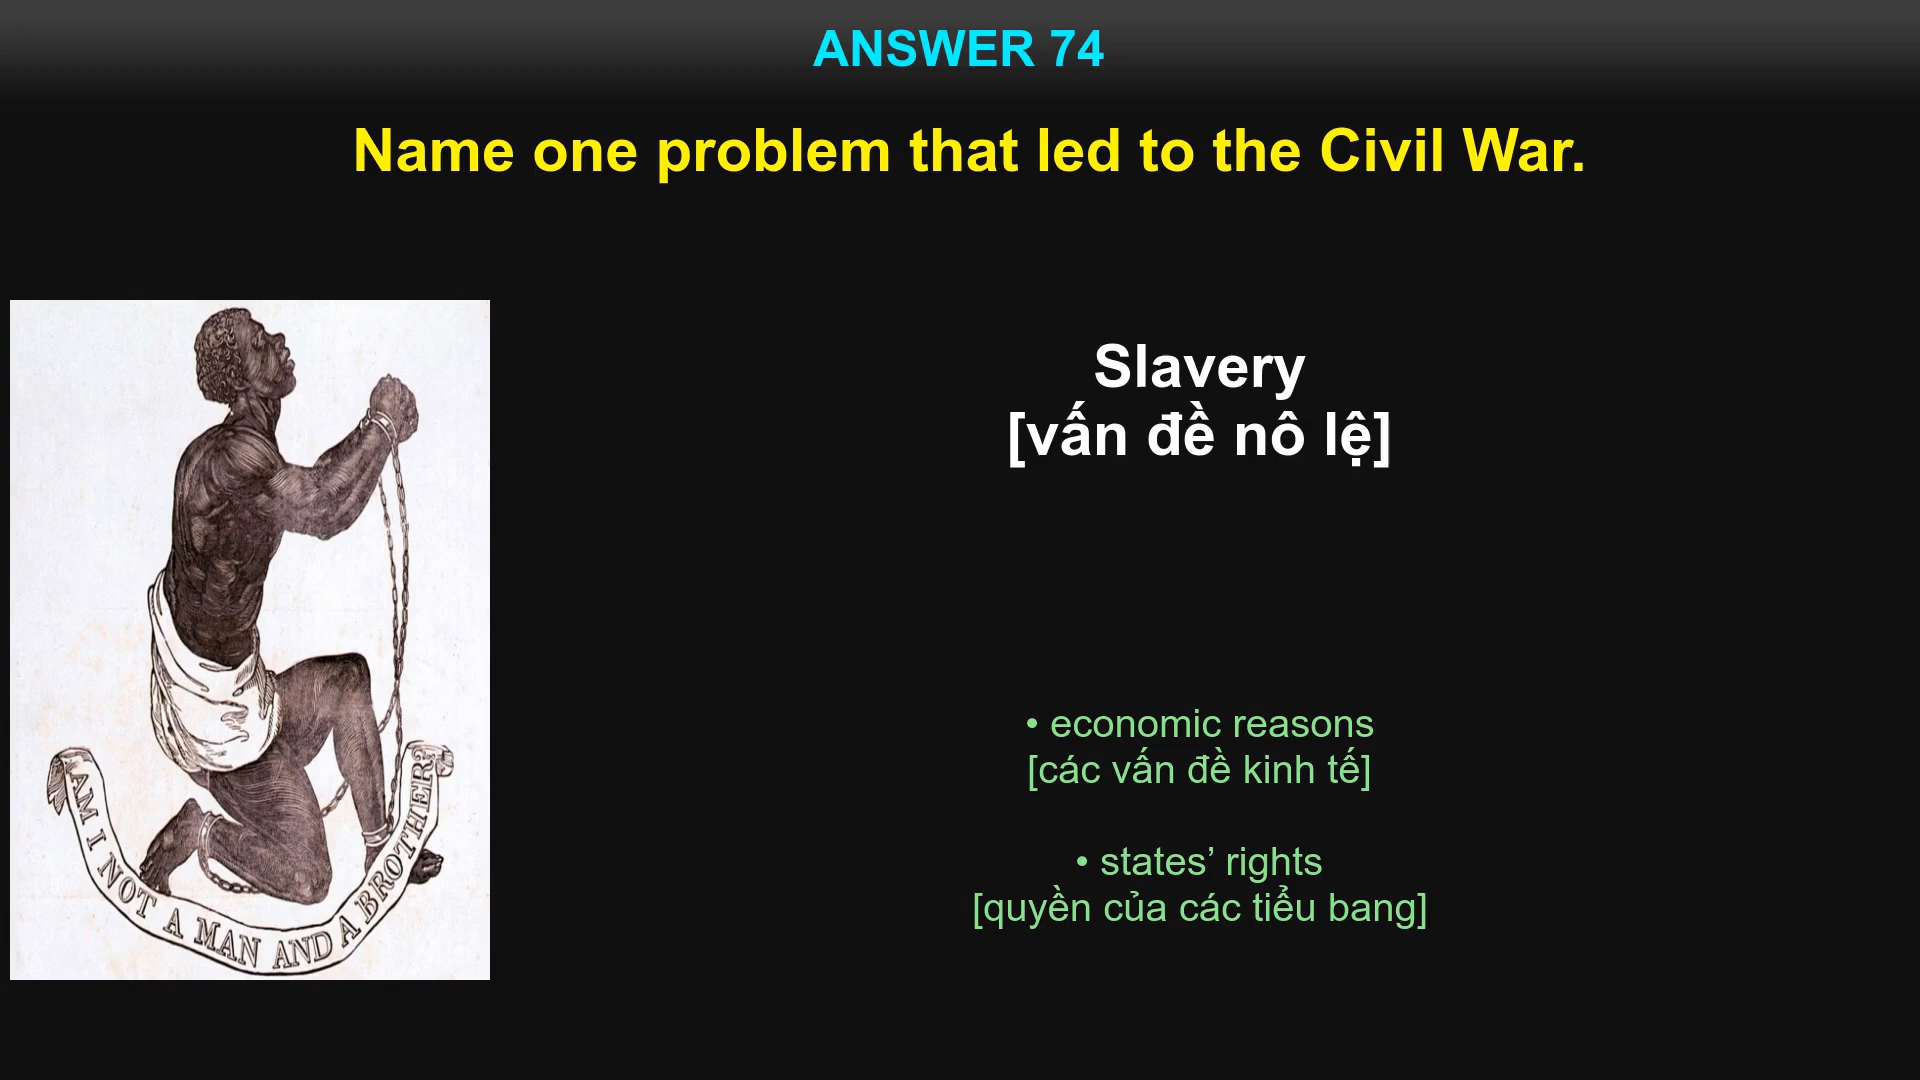 ANSWER 74
Name one problem that led to the Civil War.
Slavery
[vấn đề nô lệ]
• economic reasons
[các vấn đề kinh tế]
• states’ rights
[quyền của các tiểu bang]
AM I NOT A MAN AND A BROTHER?